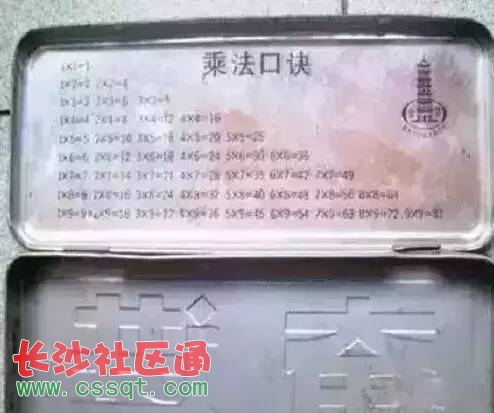 乘法口诀
1×1=1
1×2=2 2×2=4
1×3=3 2×3=6 3×3=9
1×4=4 2×4=8 3×4=12 4×4=16
1×5=5 2×5=10 3×5=15 4×5=20 5×5=25
1×6=6 2×6=12 3×6=18 4×6=24 5×6=30 6×6=36
1×7=7 2×7=14 3×7=21 4×7=28 5×7=35 6×7=42 7×7=49
1×8=8 2×8=16 3×8=24 4×8=32 5×8=40 6×8=48 7×8=56 8×8=64
1×9=9 2×9=18 3×9=27 4×9=36 5×9=45 6×9=54 7×9=63 8×9=72 9×9=81
长沙社区通
www.cssqt.com